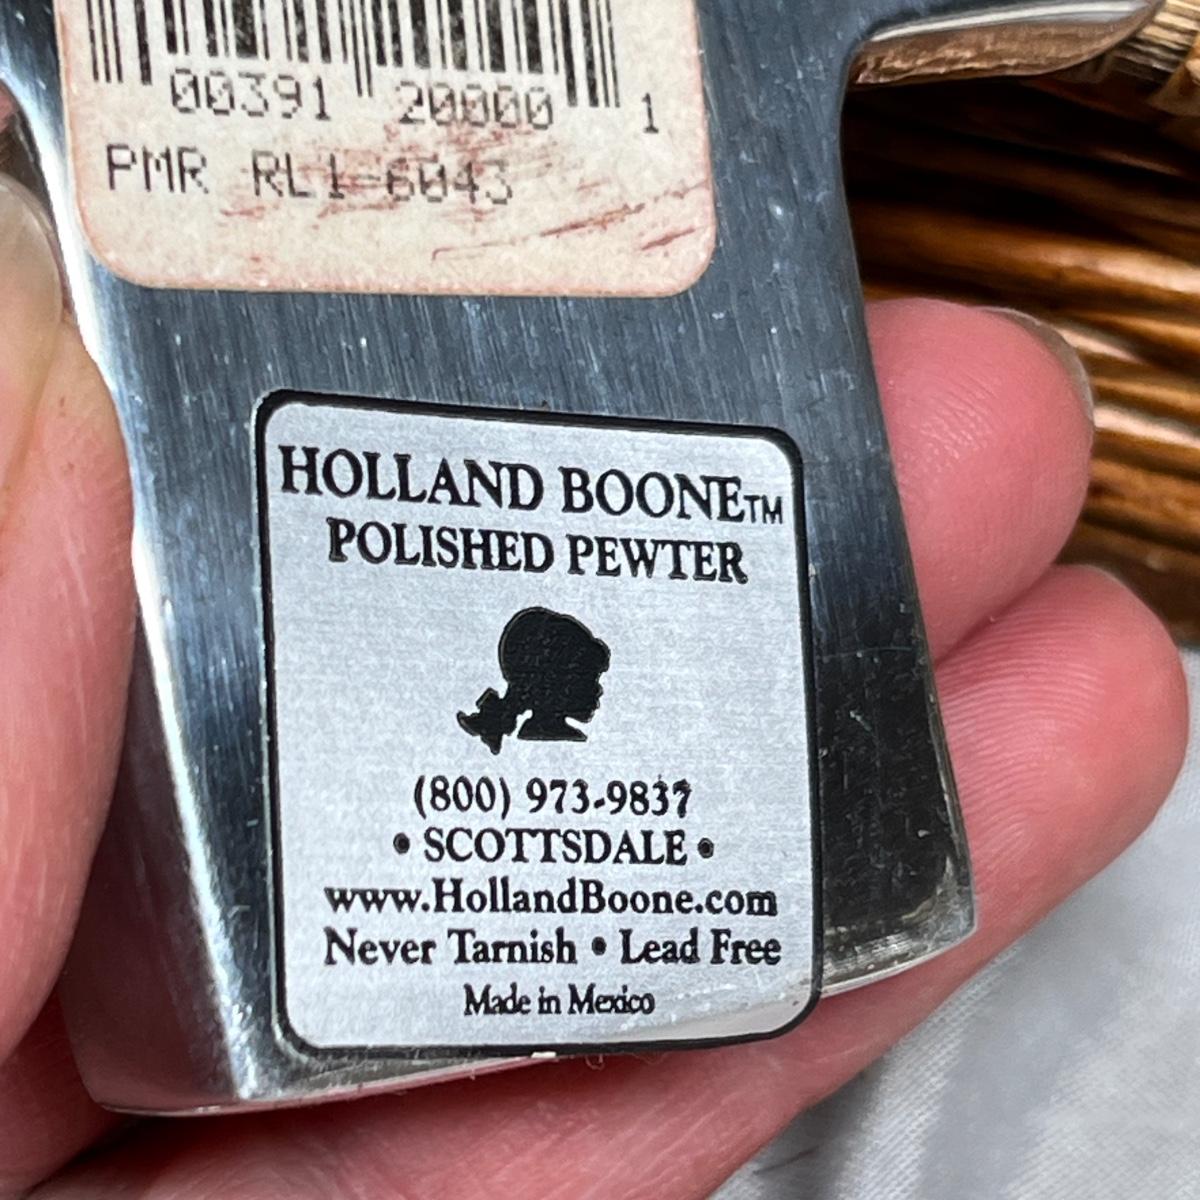 00391 20000 1
PMR RL1-6043
HOLLAND BOONE™
POLISHED PEWTER
(800) 973-9837
• SCOTTSDALE •
www.HollandBoone.com
Never Tarnish • Lead Free
Made in Mexico